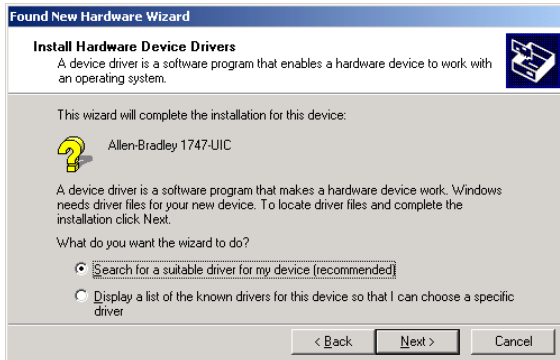 Found New Hardware Wizard
Install Hardware Device Drivers
A device driver is a software program that enables a hardware device to work with
an operating system.
This wizard will complete the installation for this device:
Allen-Bradley 1747-UIC
A device driver is a software program that makes a hardware device work. Windows
needs driver files for your new device. To locate driver files and complete the
installation click Next.
What do you want the wizard to do?
Search for a suitable driver for my device (recommended)
Display a list of the known drivers for this device so that I can choose a specific
driver
< Back Next > Cancel